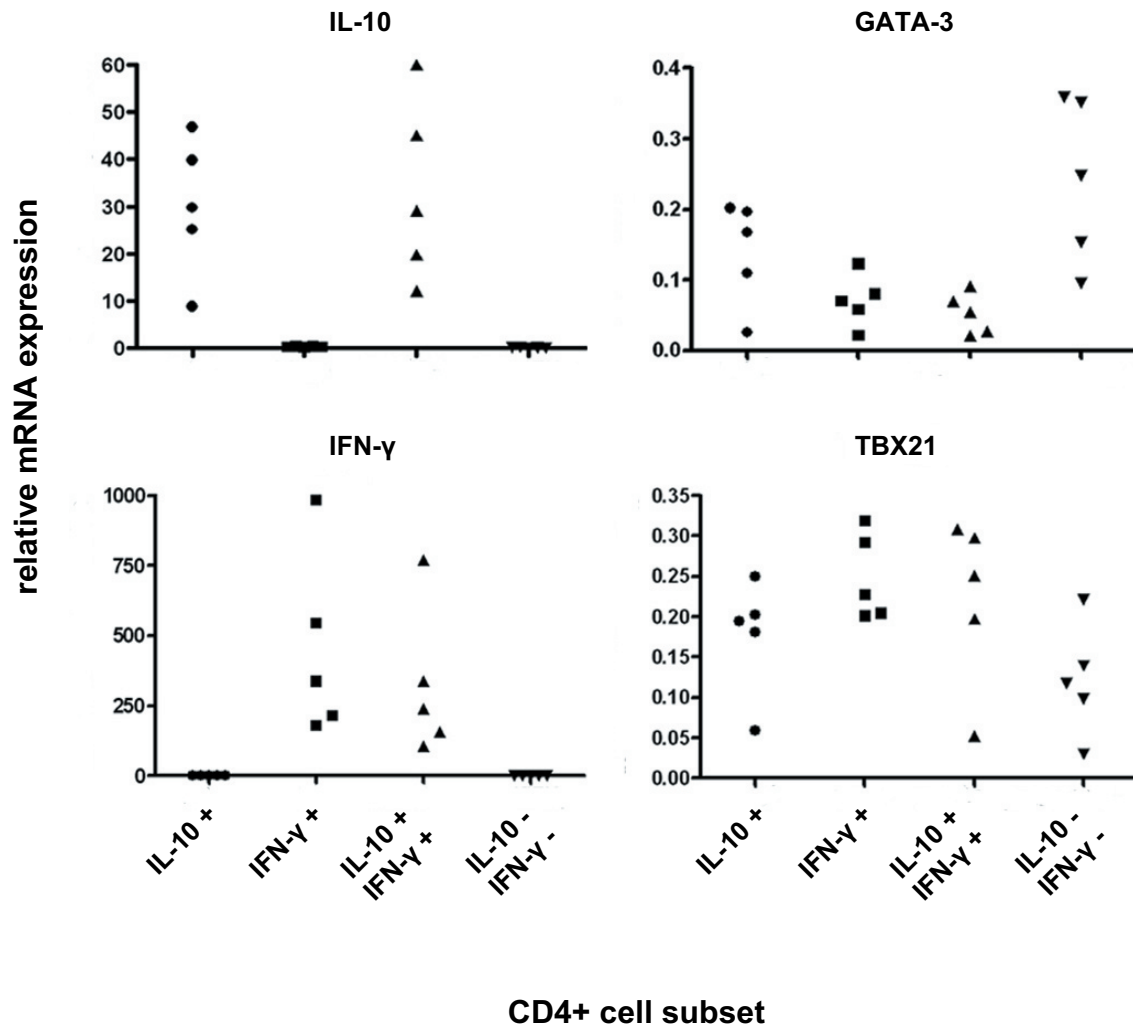 IL-10
GATA-3
60
50
40
30
20
10
0
0.4
0.3
0.2
0.1
0.0
relative mRNA expression
IFN-γ
TBX21
1000
750
500
250
0
0.35
0.30
0.25
0.20
0.15
0.10
0.05
0.00
IL-10 +
IFN-γ +
IL-10 +
IFN-γ +
IL-10 -
IFN-γ -
IL-10 +
IFN-γ +
IL-10 +
IFN-γ +
IL-10 -
IFN-γ -
CD4+ cell subset